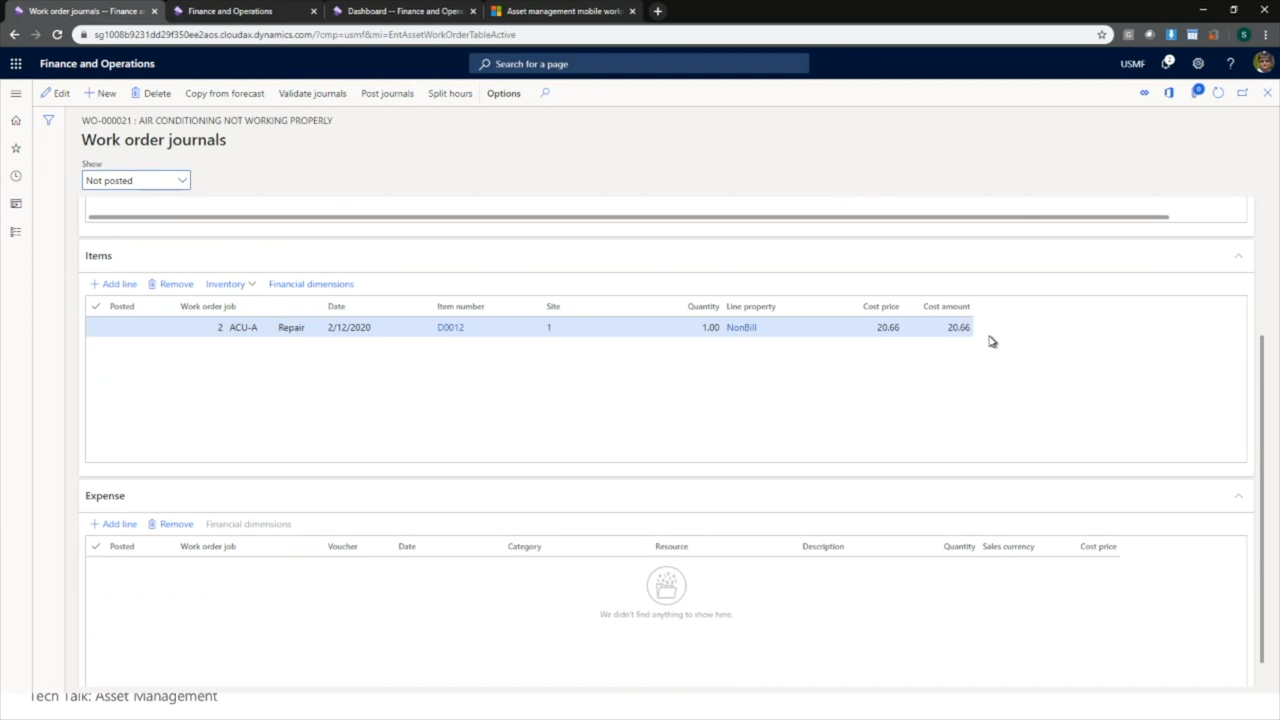 Work order journals -- Finance a
Finance and Operations
Dashboard -- Finance and Oper
Asset management mobile work
sg1008b9231dd29f350ee2aos.cloudax.dynamics.com/?cmp=usmf&mi=EntAssetWorkOrderTableActive
S
Finance and Operations
Search for a page
USMF
2
?
Edit
New
Delete
Copy from forecast
Validate journals
Post journals
Split hours
Options
0
WO-000021 : AIR CONDITIONING NOT WORKING PROPERLY
Work order journals
Show
Not posted
Items
Add line
Remove
Inventory
Financial dimensions
Posted Work order job Date Item number Site Quantity Line property Cost price Cost amount
2 ACU-A Repair 2/12/2020 D0012 1 1.00 NonBill 20.66 20.66
Expense
Add line
Remove
Financial dimensions
Posted Work order job Voucher Date Category Resource Description Quantity Sales currency Cost price
We didn't find anything to show here.
Tech Talk: Asset Management